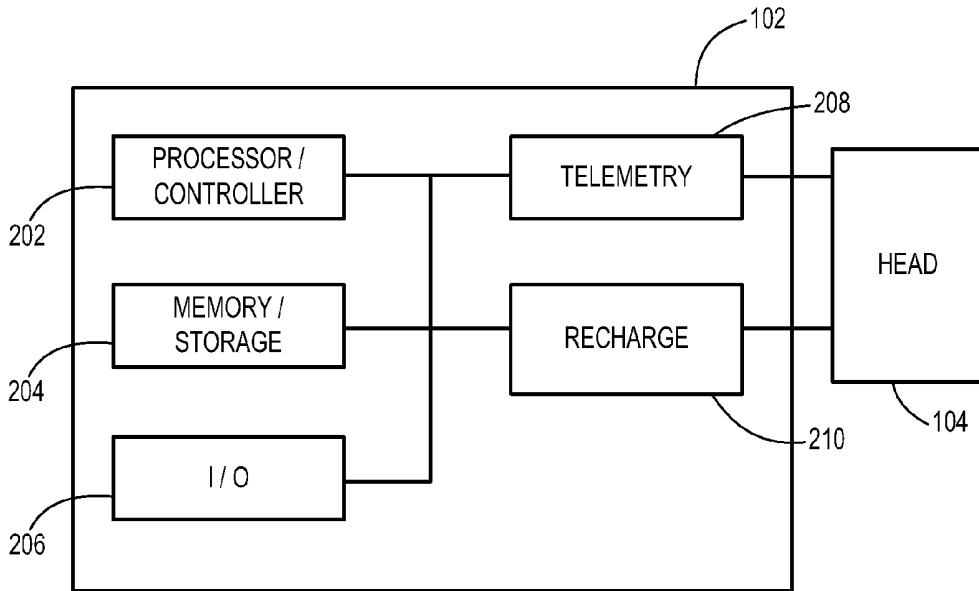 102
208
PROCESSOR /
CONTROLLER
TELEMETRY
202
HEAD
MEMORY /
STORAGE
RECHARGE
204
104
210
I / O
206